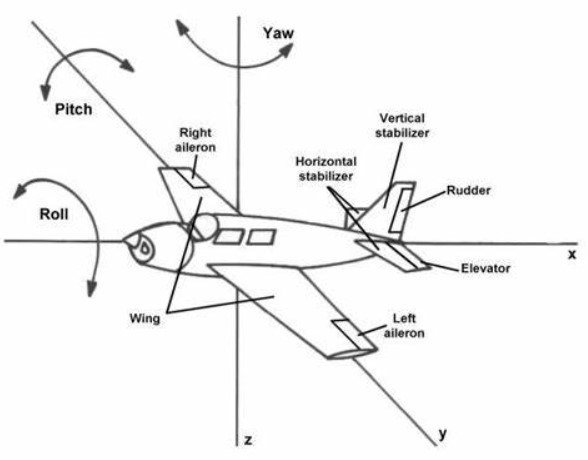 Yaw
Pitch
Right
aileron
Vertical
stabilizer
Horizontal
stabilizer
Rudder
Roll
x
Elevator
Wing
Left
aileron
y
z